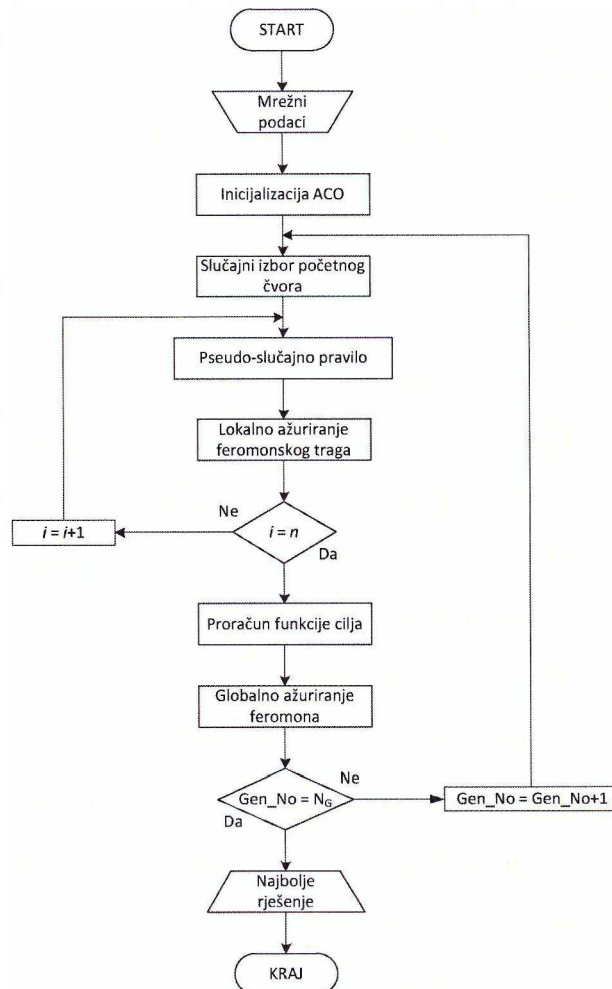 START
Mrežni
podaci
Inicijalizacija ACO
Slučajni izbor početnog
čvora
Pseudo-slučajno pravilo
Lokalno ažuriranje
feromonskog traga
Ne
i = i+1
i = n
Da
Proračun funkcije cilja
Globalno ažuriranje
feromona
Ne
Gen_No = N_G
Gen_No = Gen_No+1
Da
Najbolje
rješenje
KRAJ